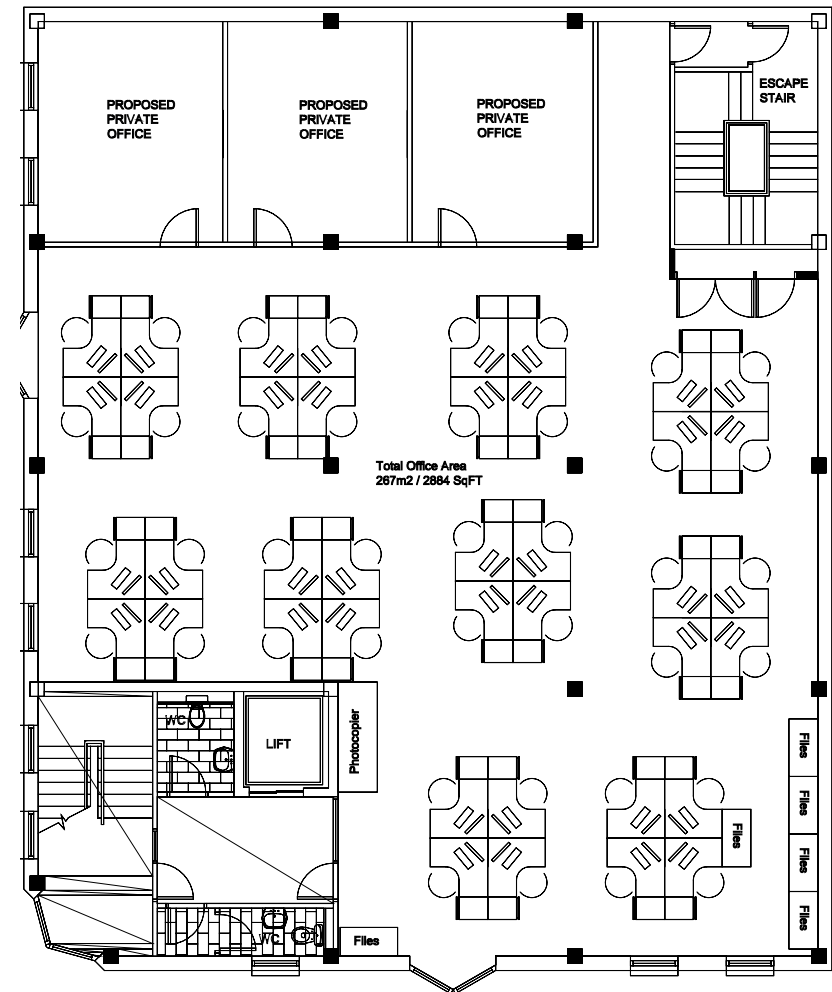 PROPOSED
PRIVATE
OFFICE
PROPOSED
PRIVATE
OFFICE
PROPOSED
PRIVATE
OFFICE
ESCAPE
STAIR
Total Office Area
267m2 / 2884 SqFT
WC
LIFT
Photocopier
Files
Files
Files
Files
Files
WC
Files